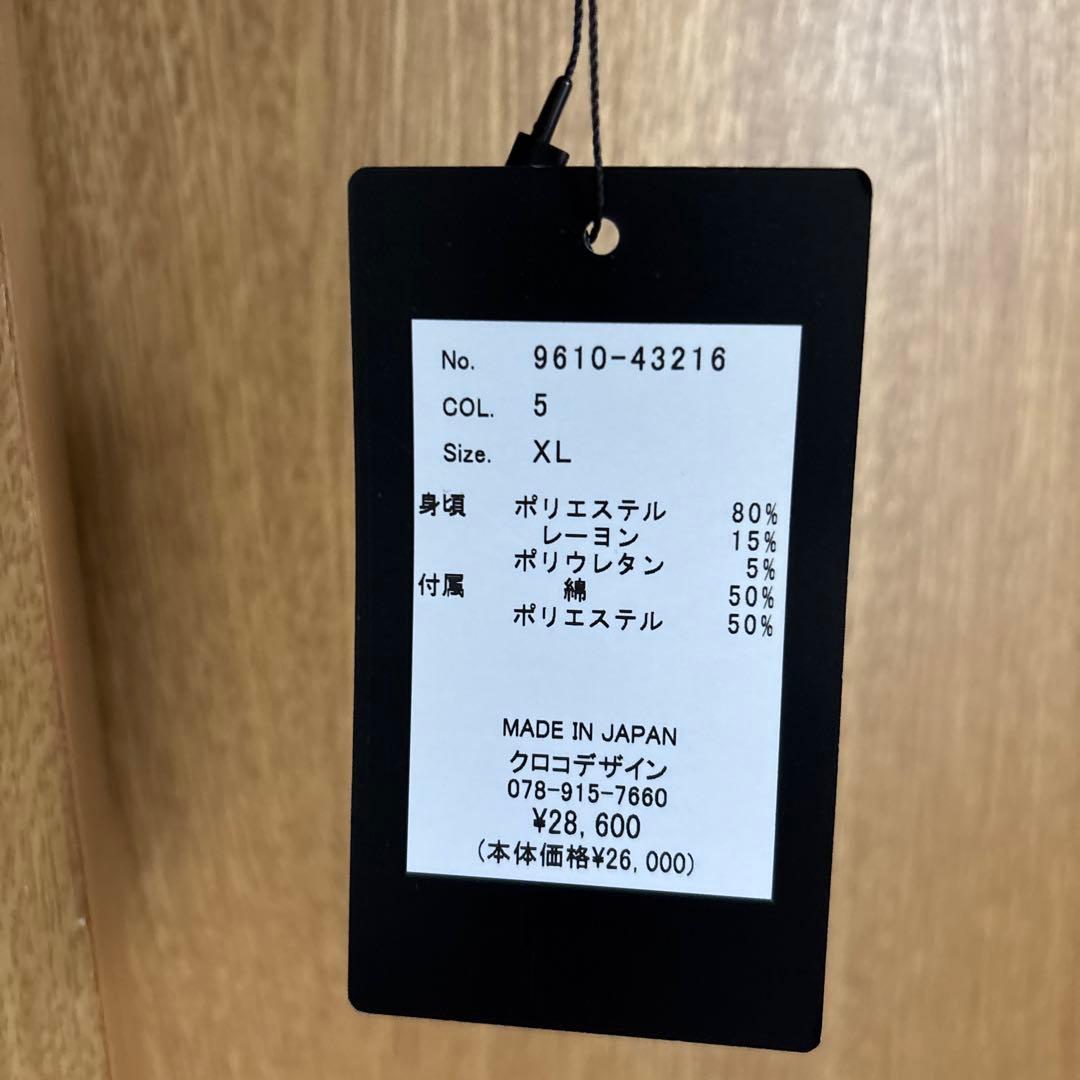 No. 9610-43216
COL. 5
Size. XL
身頃 ポリエステル 80%
レーヨン 15%
ポリウレタン 5%
付属 綿 50%
ポリエステル 50%
MADE IN JAPAN
クロコデザイン
078-915-7660
¥28,600
(本体価格¥26,000)